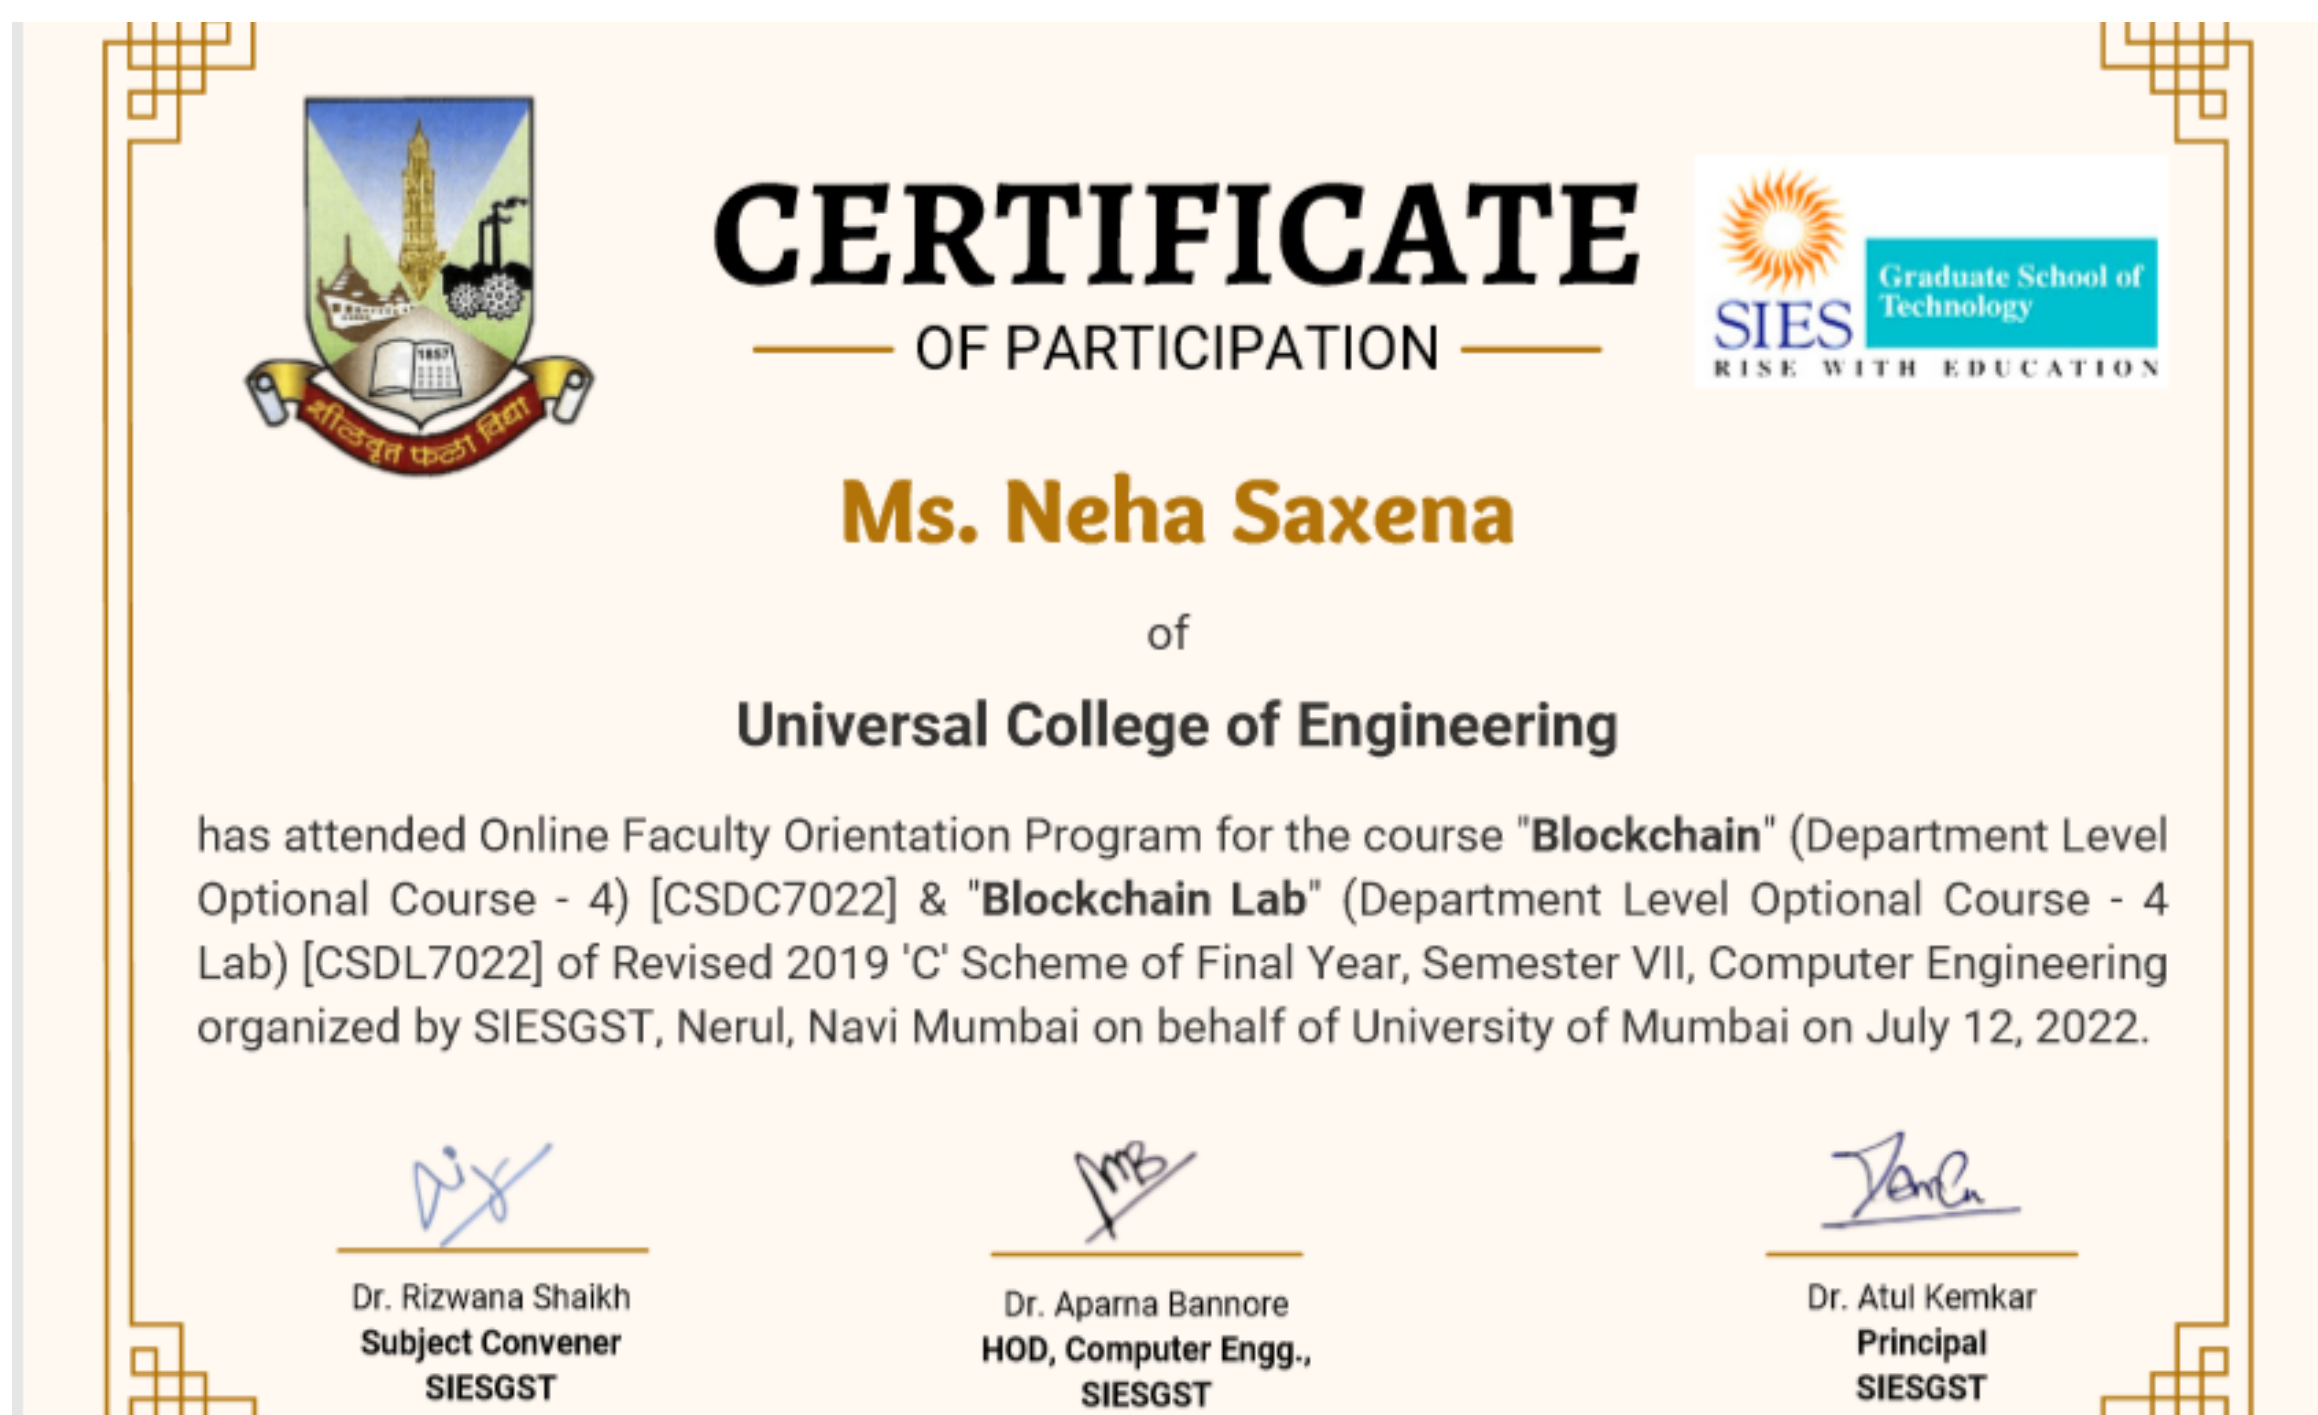 CERTIFICATE
OF PARTICIPATION
SIES
Graduate School of
Technology
RISE WITH EDUCATION
1857
शीलवृत फला विद्या
Ms. Neha Saxena
of
Universal College of Engineering
has attended Online Faculty Orientation Program for the course "Blockchain" (Department Level
Optional Course - 4) [CSDC7022] & "Blockchain Lab" (Department Level Optional Course - 4
Lab) [CSDL7022] of Revised 2019 'C' Scheme of Final Year, Semester VII, Computer Engineering
organized by SIESGST, Nerul, Navi Mumbai on behalf of University of Mumbai on July 12, 2022.
Dr. Rizwana Shaikh
Subject Convener
SIESGST
Dr. Aparna Bannore
HOD, Computer Engg.,
SIESGST
Dr. Atul Kemkar
Principal
SIESGST